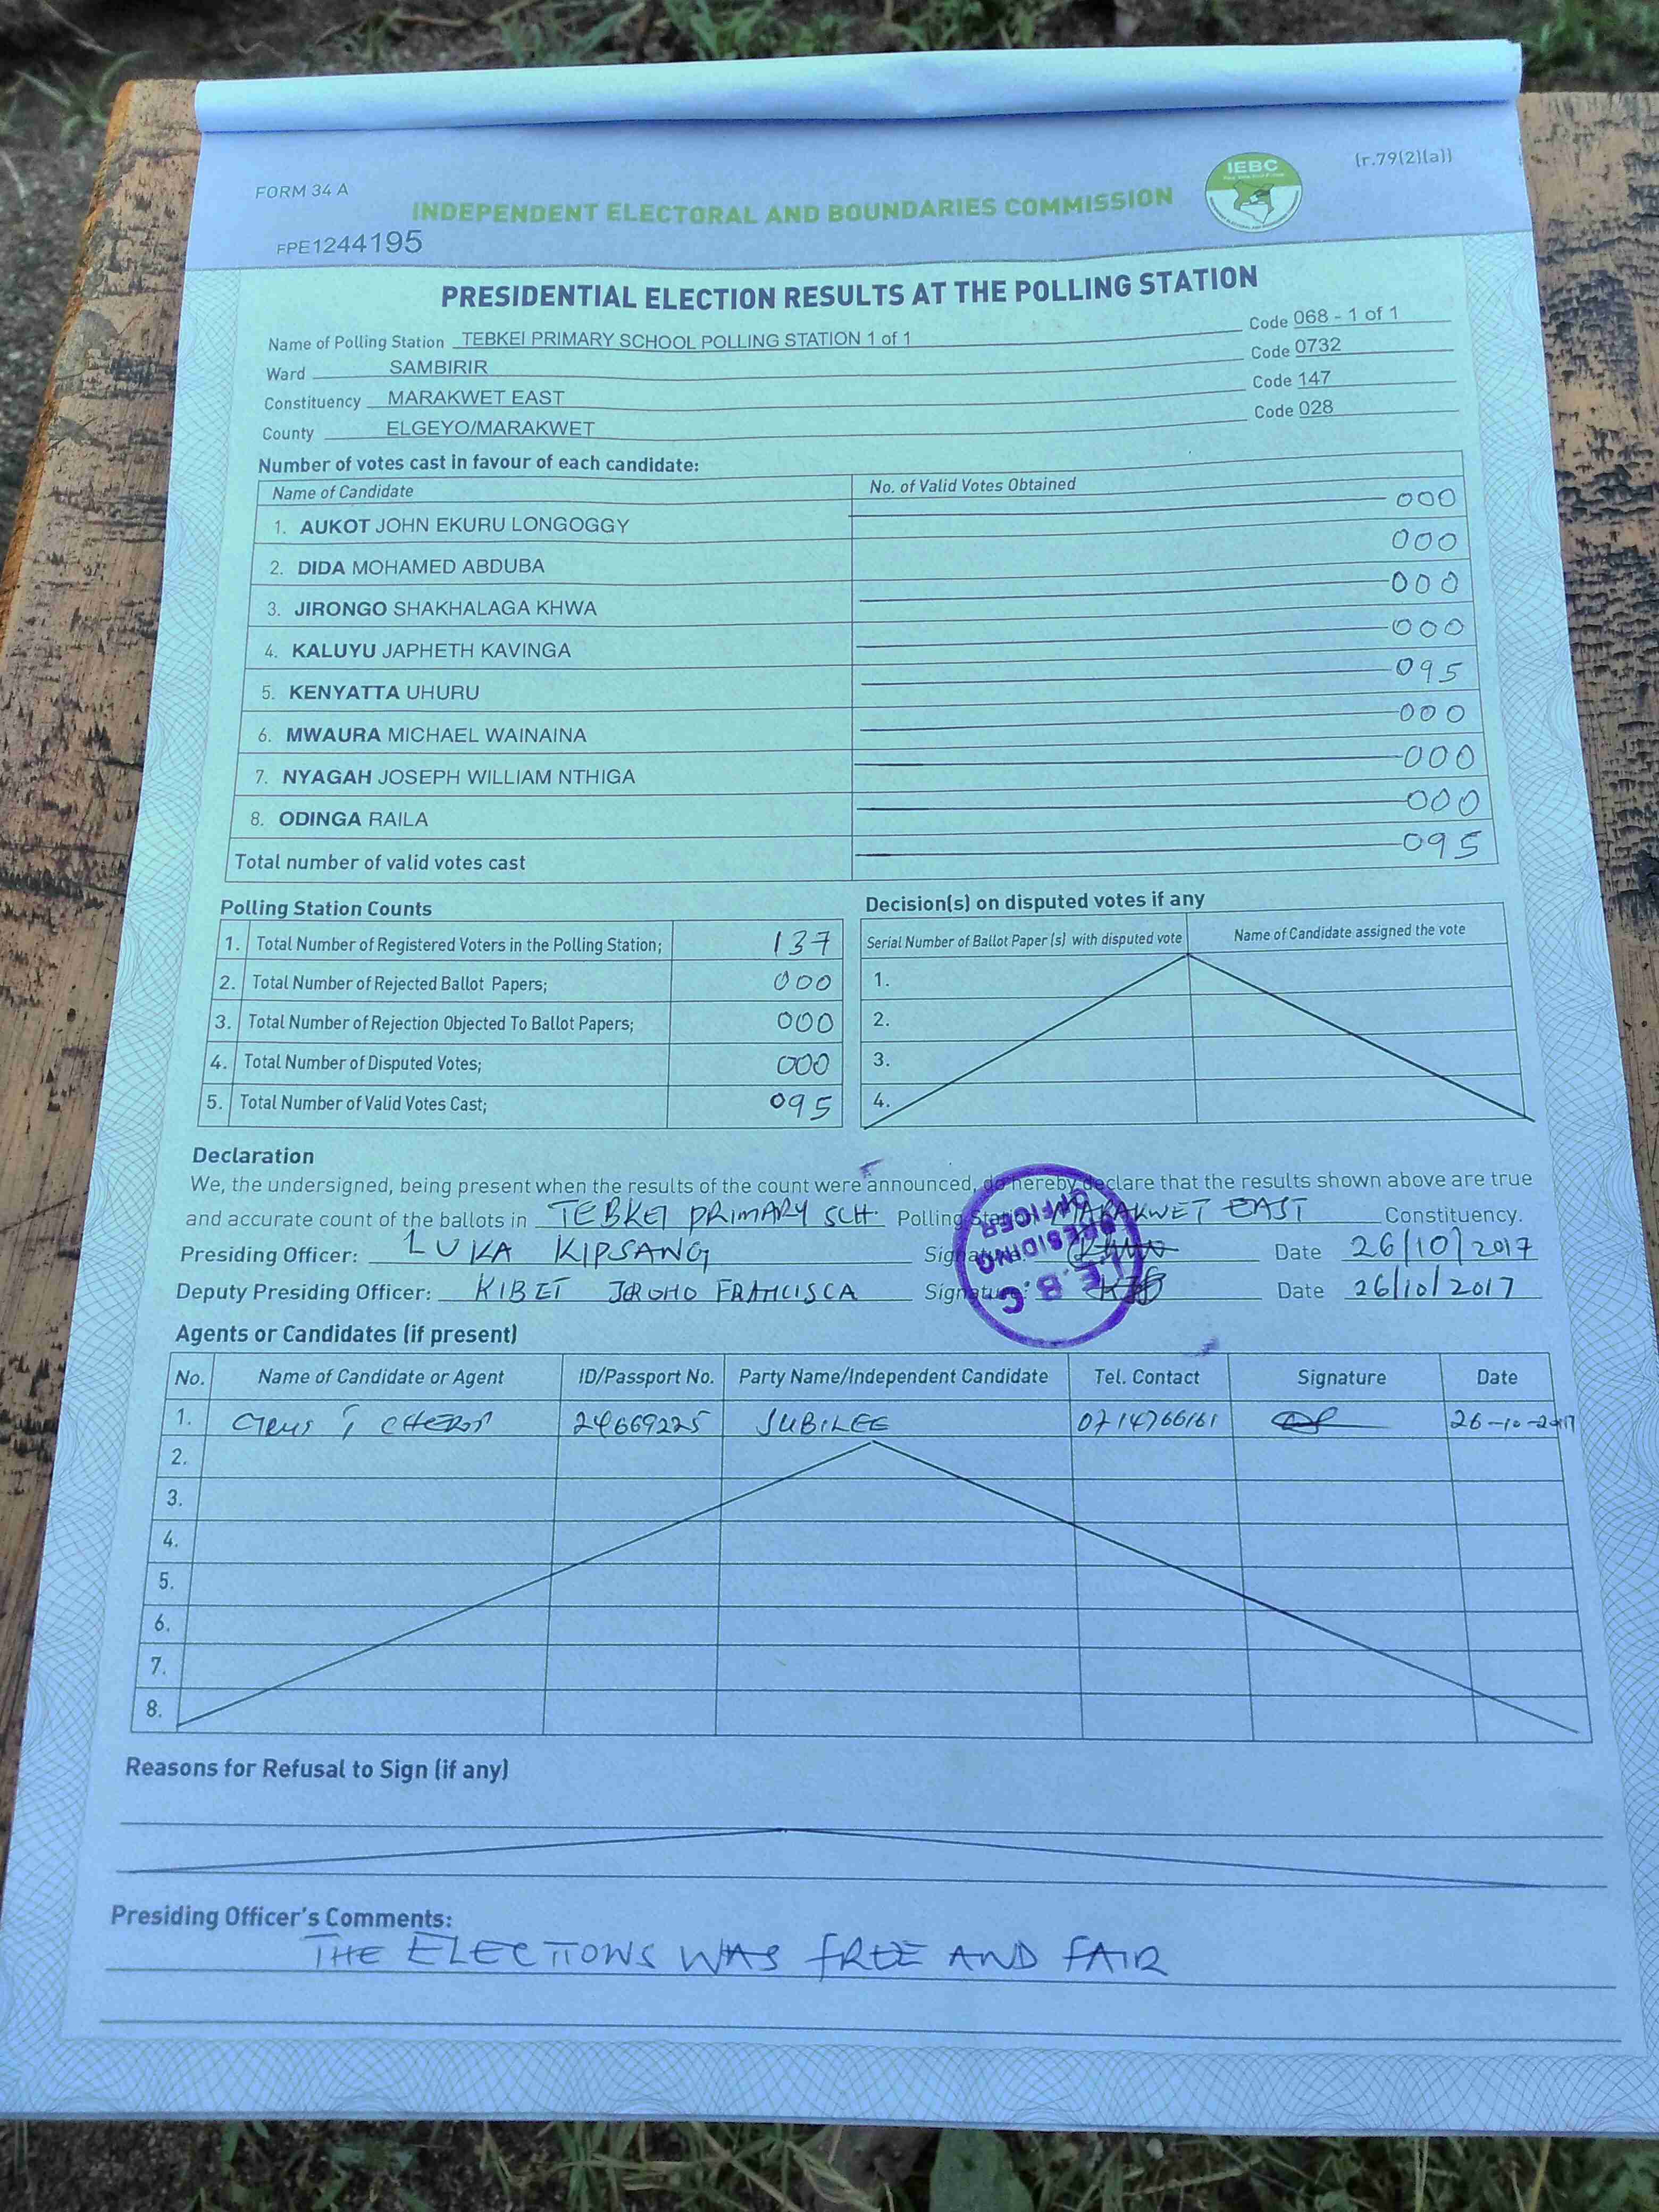 FORM 34 A
(r.79(2)(a))
IEBC
INDEPENDENT ELECTORAL AND BOUNDARIES COMMISSION
FPE1244195
PRESIDENTIAL ELECTION RESULTS AT THE POLLING STATION
Name of Polling Station TEBKEI PRIMARY SCHOOL POLLING STATION 1 of 1 Code 068 - 1 of 1
Ward SAMBIRIR Code 0732
Constituency MARAKWET EAST Code 147
County ELGEYO/MARAKWET Code 028
Number of votes cast in favour of each candidate:
Name of Candidate No. of Valid Votes Obtained
1. AUKOT JOHN EKURU LONGOGGY 000
2. DIDA MOHAMED ABDUBA 000
3. JIRONGO SHAKHALAGA KHWA 000
4. KALUYU JAPHETH KAVINGA 000
5. KENYATTA UHURU 095
6. MWAURA MICHAEL WAINAINA 000
7. NYAGAH JOSEPH WILLIAM NTHIGA 000
8. ODINGA RAILA 000
Total number of valid votes cast 095
Polling Station Counts
1. Total Number of Registered Voters in the Polling Station; 137
2. Total Number of Rejected Ballot Papers; 000
3. Total Number of Rejection Objected To Ballot Papers; 000
4. Total Number of Disputed Votes; 000
5. Total Number of Valid Votes Cast; 095
Decision(s) on disputed votes if any
Serial Number of Ballot Paper (s) with disputed vote Name of Candidate assigned the vote
1.
2.
3.
4.
Declaration
We, the undersigned, being present when the results of the count were announced, do hereby declare that the results shown above are true
and accurate count of the ballots in TEBKEI PRIMARY SCH. Polling Station MARAKWET EAST Constituency.
Presiding Officer: LUKA KIPSANG Signature: Date 26/10/2017
Deputy Presiding Officer: KIBET JEROHO FRANCISCA Signature: Date 26/10/2017
I.E.B.C
PRESIDING
OFFICER
Agents or Candidates (if present)
No. Name of Candidate or Agent ID/Passport No. Party Name/Independent Candidate Tel. Contact Signature Date
1. 24669225 JUBILEE 0714766161 26-10-2017
2.
3.
4.
5.
6.
7.
8.
Reasons for Refusal to Sign (if any)
Presiding Officer's Comments:
THE ELECTIONS WAS FREE AND FAIR